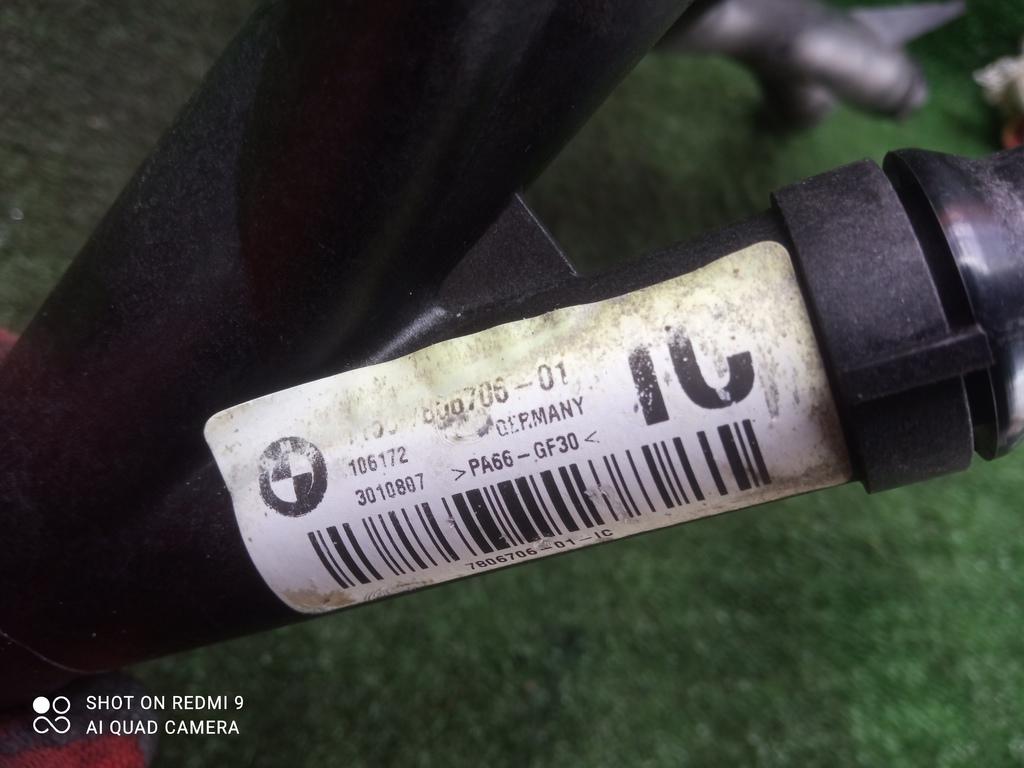 806706-01
IC
GERMANY
106172
>PA66-GF30<
3010807
7806706-01-IC
SHOT ON REDMI 9
AI QUAD CAMERA